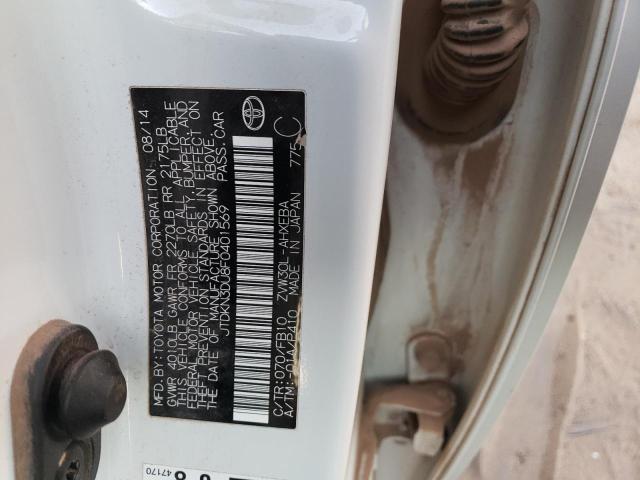 MFD.BY: TOYOTA MOTOR CORPORATION 08/14
GVWR 4010LB GAWR FR 2270LB RR 2175LB
THIS VEHICLE CONFORMS TO ALL APPLICABLE
FEDERAL MOTOR VEHICLE SAFETY, BUMPER, AND
THEFT PREVENTION STANDARDS IN EFFECT ON
THE DATE OF MANUFACTURE SHOWN ABOVE.
JTDKN3DU8F0401569 PASS.CAR
C/TR: 070/FB10 ZVW30L-AHXEBA
A/TM: -01A/P410 MADE IN JAPAN 775 C
47170